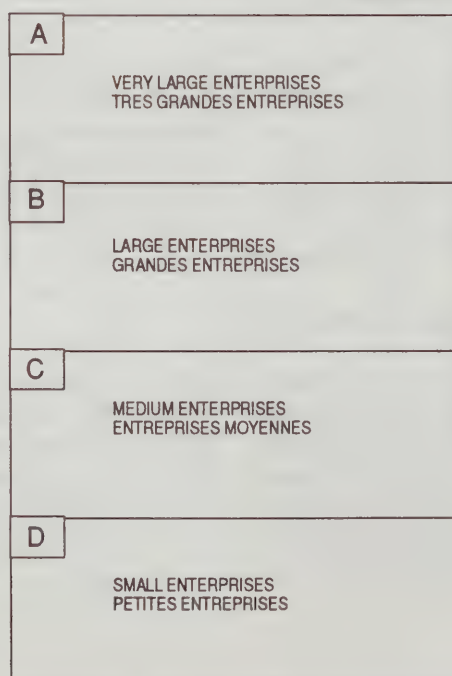 A
VERY LARGE ENTERPRISES
TRES GRANDES ENTREPRISES
B
LARGE ENTERPRISES
GRANDES ENTREPRISES
C
MEDIUM ENTERPRISES
ENTREPRISES MOYENNES
D
SMALL ENTERPRISES
PETITES ENTREPRISES